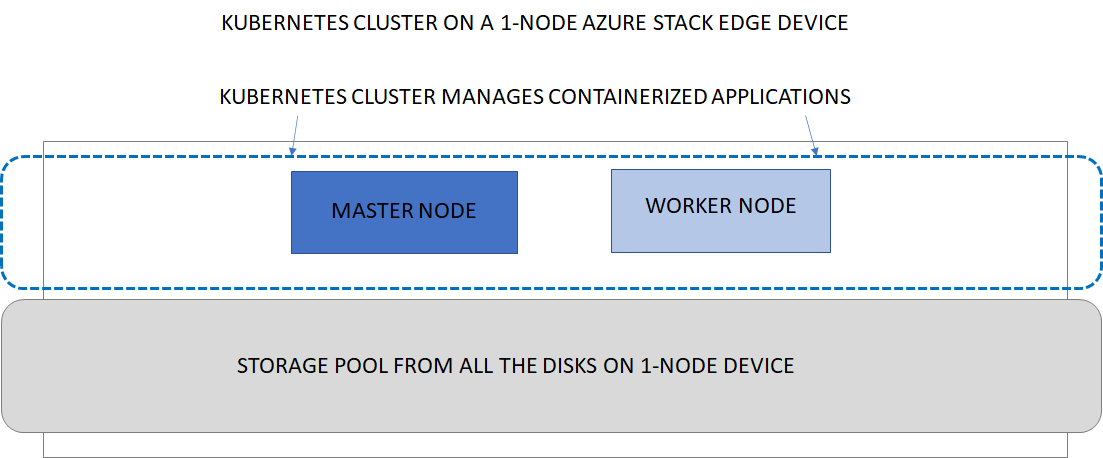 KUBERNETES CLUSTER ON A 1-NODE AZURE STACK EDGE DEVICE
KUBERNETES CLUSTER MANAGES CONTAINERIZED APPLICATIONS
MASTER NODE
WORKER NODE
STORAGE POOL FROM ALL THE DISKS ON 1-NODE DEVICE